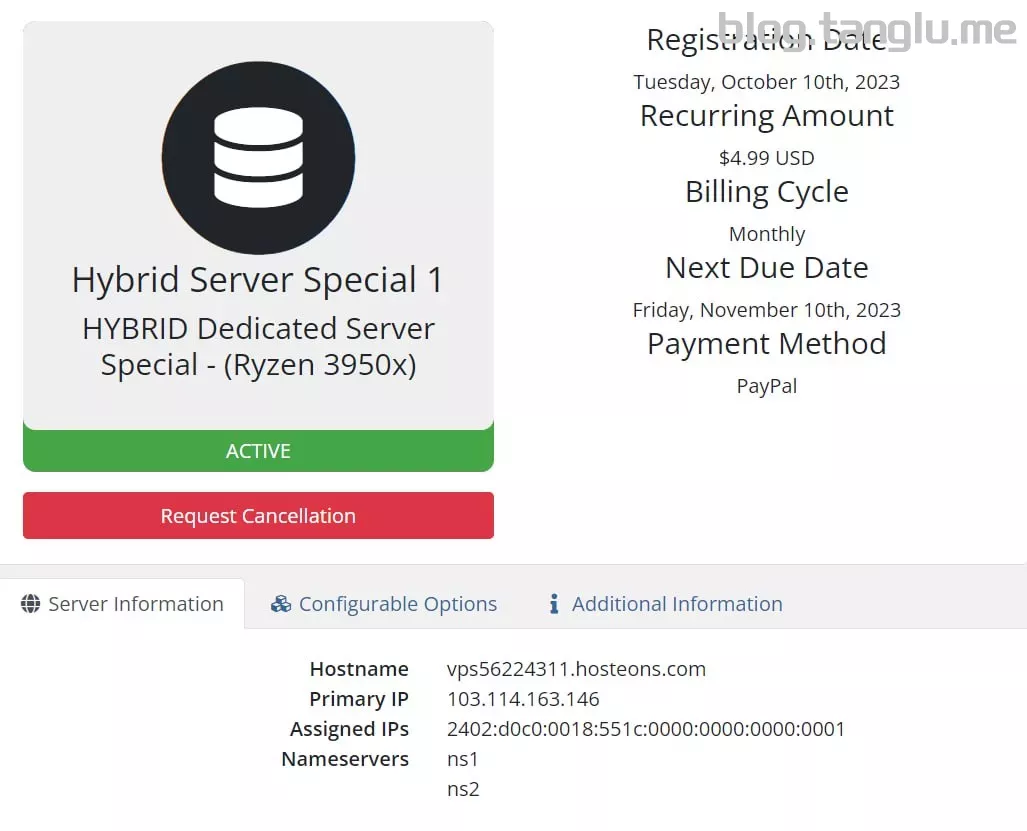 blog.tanglu.me
Registration Date
Tuesday, October 10th, 2023
Recurring Amount
$4.99 USD
Billing Cycle
Monthly
Next Due Date
Friday, November 10th, 2023
Payment Method
PayPal
Hybrid Server Special 1
HYBRID Dedicated Server
Special - (Ryzen 3950x)
ACTIVE
Request Cancellation
Server Information
Configurable Options
Additional Information
Hostname vps56224311.hosteons.com
Primary IP 103.114.163.146
Assigned IPs 2402:d0c0:0018:551c:0000:0000:0000:0001
Nameservers ns1
ns2